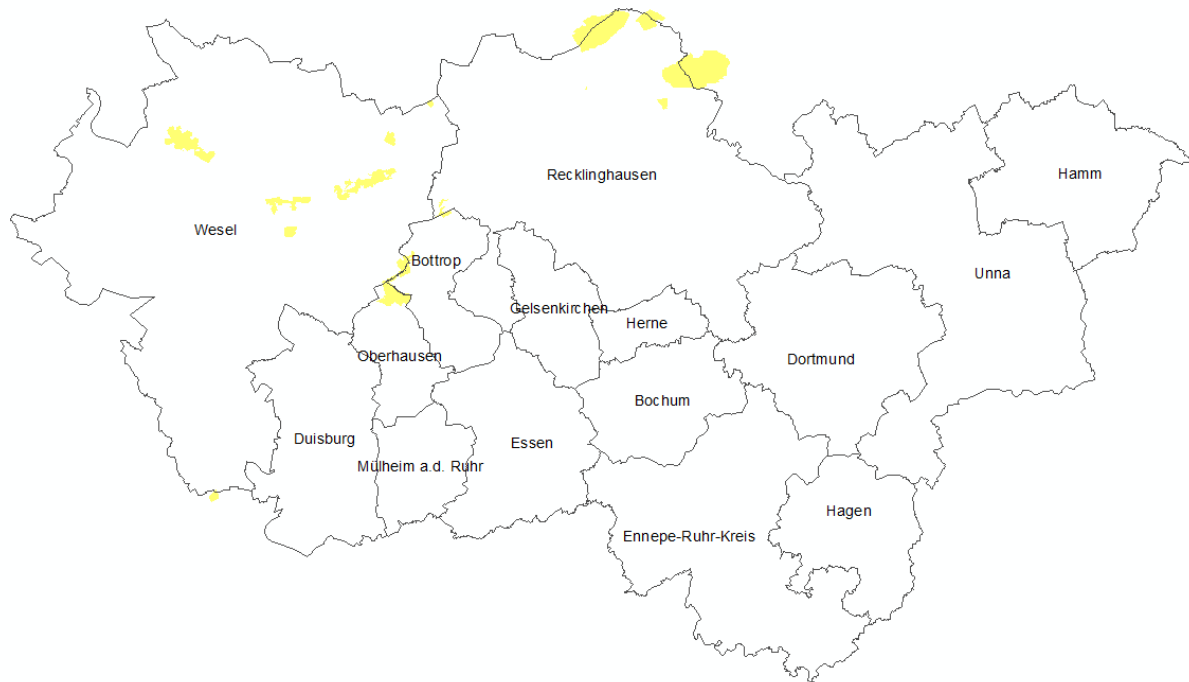 Recklinghausen
Hamm
Wesel
Bottrop
Unna
Gelsenkirchen
Herne
Oberhausen
Dortmund
Bochum
Duisburg
Essen
Mülheim a.d. Ruhr
Hagen
Ennepe-Ruhr-Kreis